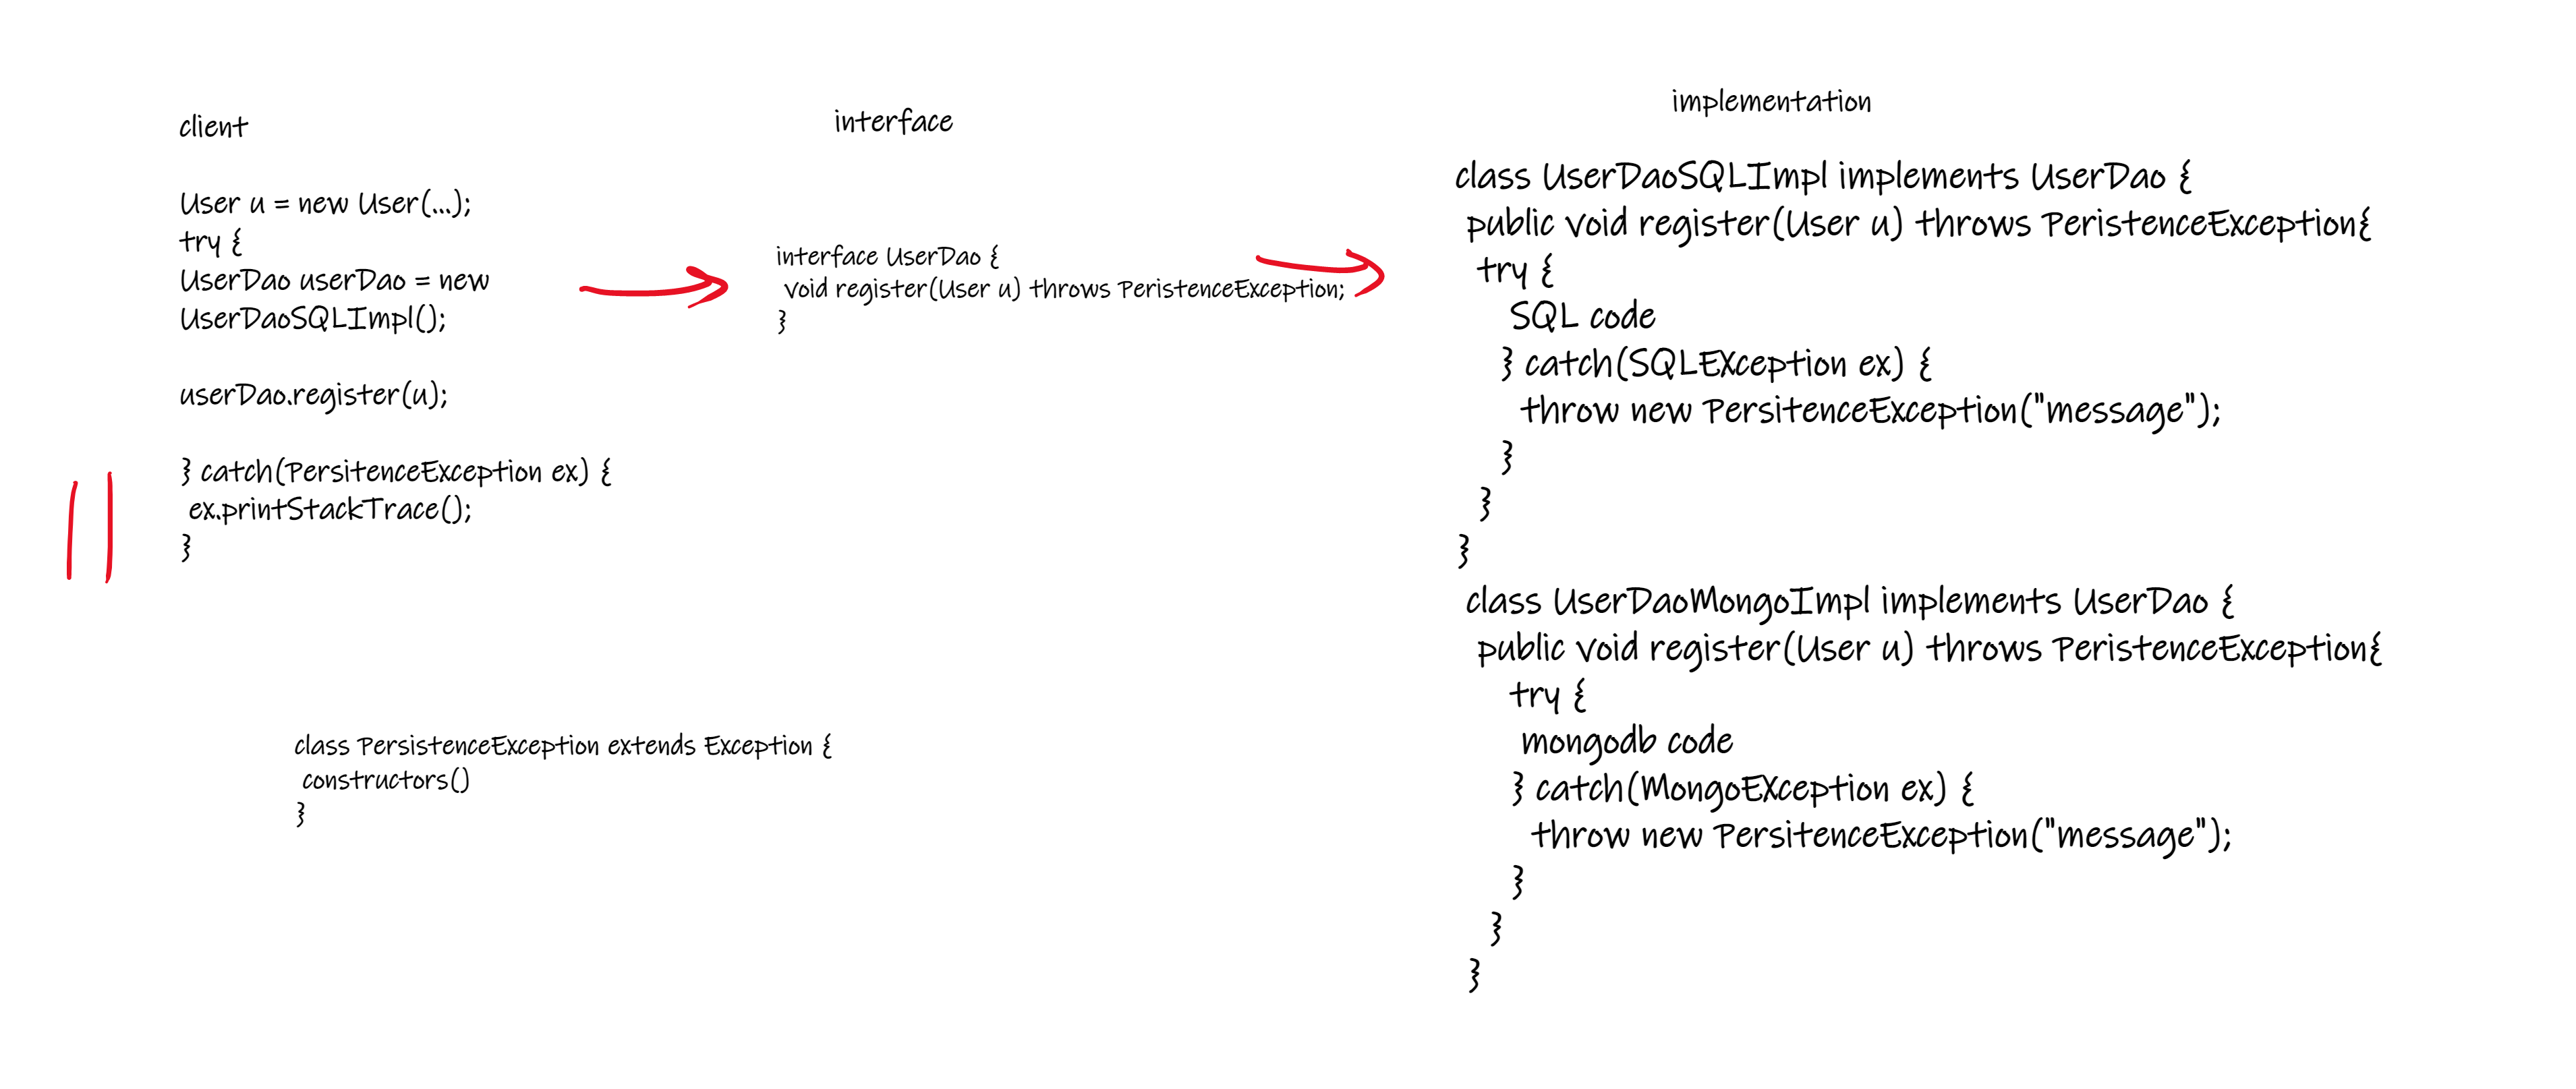 client
User u = new User(...);
try {
UserDao userDao = new
UserDaoSQLImpl();
userDao.register(u);
} catch(PersitenceException ex) {
ex.printStackTrace();
}
class PersistenceException extends Exception {
constructors()
}
interface
interface UserDao {
void register(User u) throws PeristenceException;
}
implementation
class UserDaoSQLImpl implements UserDao {
public void register(User u) throws PeristenceException{
try {
SQL code
} catch(SQLEXception ex) {
throw new PersitenceException("message");
}
}
}
class UserDaoMongoImpl implements UserDao {
public void register(User u) throws PeristenceException{
try {
mongodb code
} catch(MongoEXception ex) {
throw new PersitenceException("message");
}
}
}